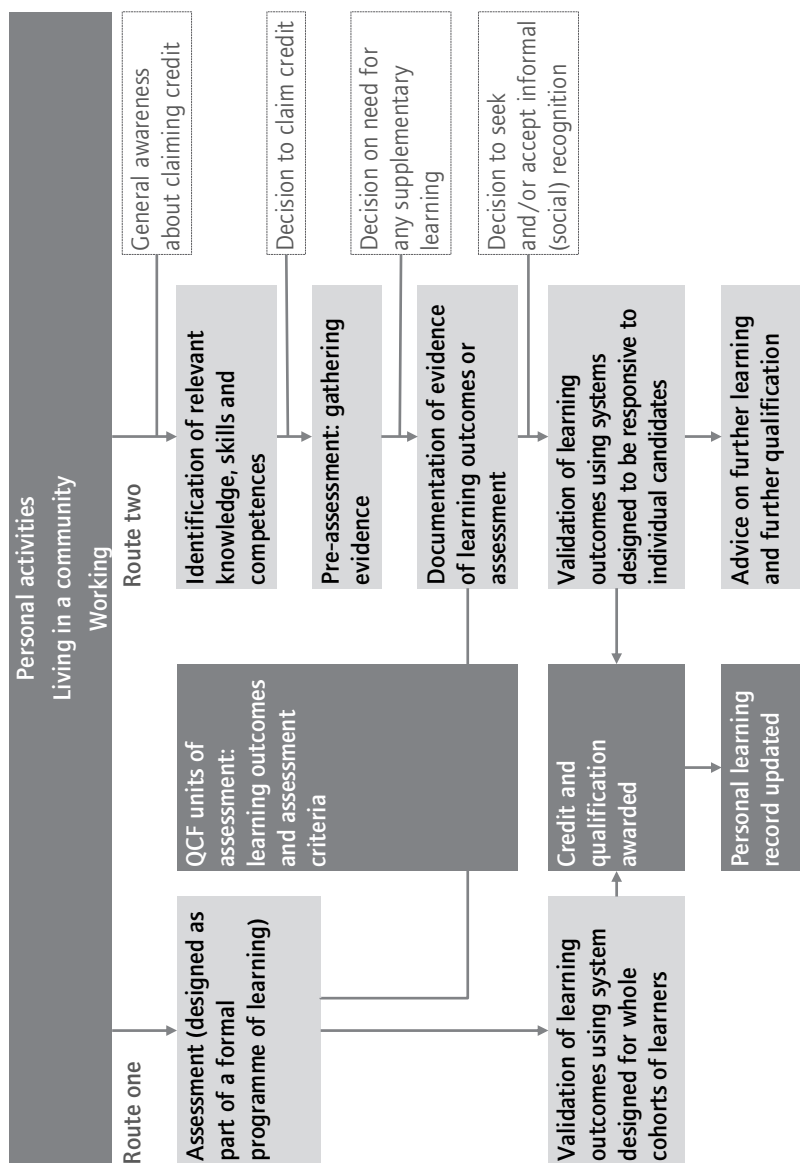 Personal activities
Living in a community
Working
Route one
Assessment (designed as
part of a formal
programme of learning)
Validation of learning
outcomes using system
designed for whole
cohorts of learners
QCF units of
assessment:
learning outcomes
and assessment
criteria
Credit and
qualification
awarded
Personal learning
record updated
Route two
Identification of relevant
knowledge, skills and
competences
Pre-assessment: gathering
evidence
Documentation of evidence
of learning outcomes or
assessment
Validation of learning
outcomes using systems
designed to be responsive to
individual candidates
Advice on further learning
and further qualification
General awareness
about claiming credit
Decision to claim credit
Decision on need for
any supplementary
learning
Decision to seek
and/or accept informal
(social) recognition